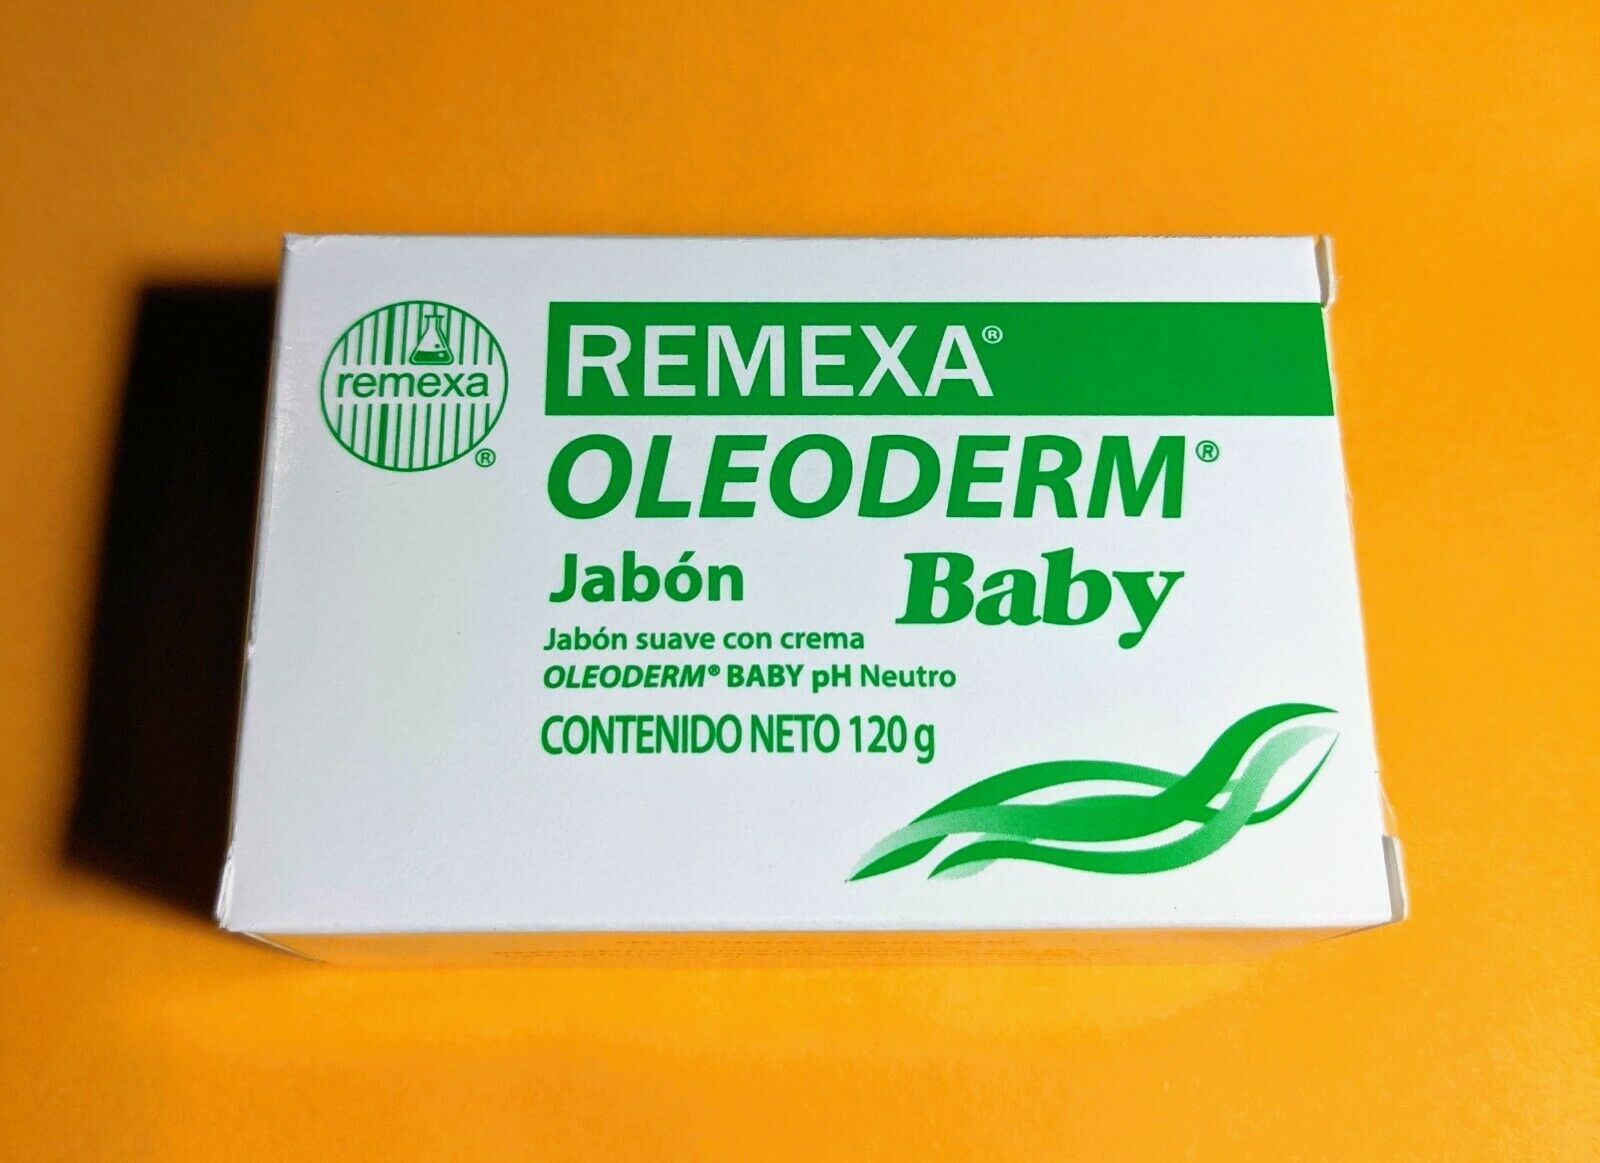 remexa
®
REMEXA®
OLEODERM®
Jabón
Baby
Jabón suave con crema
OLEODERM® BABY pH Neutro
CONTENIDO NETO 120 g